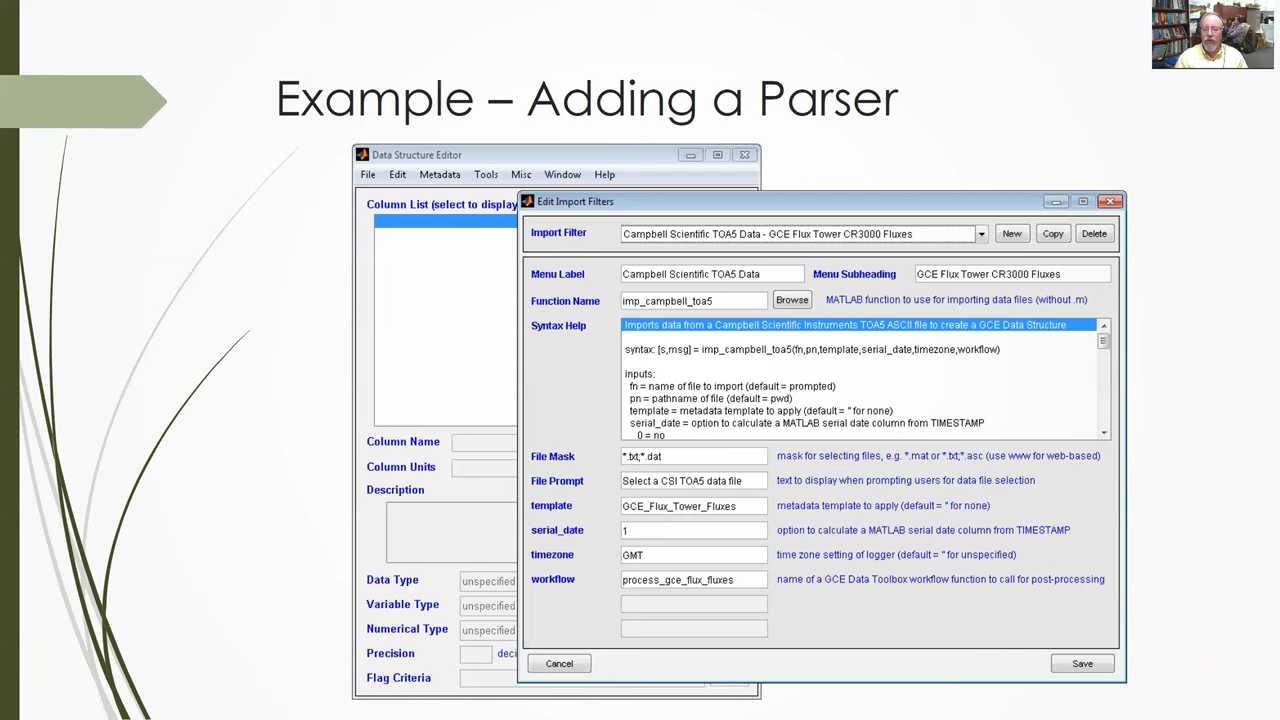 Example – Adding a Parser
Data Structure Editor
File Edit Metadata Tools Misc Window Help
Column List (select to display
Edit Import Filters
Import Filter Campbell Scientific TOA5 Data - GCE Flux Tower CR3000 Fluxes New Copy Delete
Menu Label Campbell Scientific TOA5 Data Menu Subheading GCE Flux Tower CR3000 Fluxes
Function Name imp_campbell_toa5 Browse MATLAB function to use for importing data files (without .m)
Syntax Help Imports data from a Campbell Scientific Instruments TOA5 ASCII file to create a GCE Data Structure
syntax: [s,msg] = imp_campbell_toa5(fn,pn,template,serial_date,timezone,workflow)
inputs:
fn = name of file to import (default = prompted)
pn = pathname of file (default = pwd)
template = metadata template to apply (default = '' for none)
serial_date = option to calculate a MATLAB serial date column from TIMESTAMP
0 = no
File Mask *.txt;*.dat mask for selecting files, e.g. *.mat or *.txt;*.asc (use www for web-based)
File Prompt Select a CSI TOA5 data file text to display when prompting users for data file selection
template GCE_Flux_Tower_Fluxes metadata template to apply (default = '' for none)
serial_date 1 option to calculate a MATLAB serial date column from TIMESTAMP
timezone GMT time zone setting of logger (default = '' for unspecified)
workflow process_gce_flux_fluxes name of a GCE Data Toolbox workflow function to call for post-processing
Cancel Save
Column Name
Column Units
Description
Data Type unspecified
Variable Type unspecified
Numerical Type unspecified
Precision deci
Flag Criteria